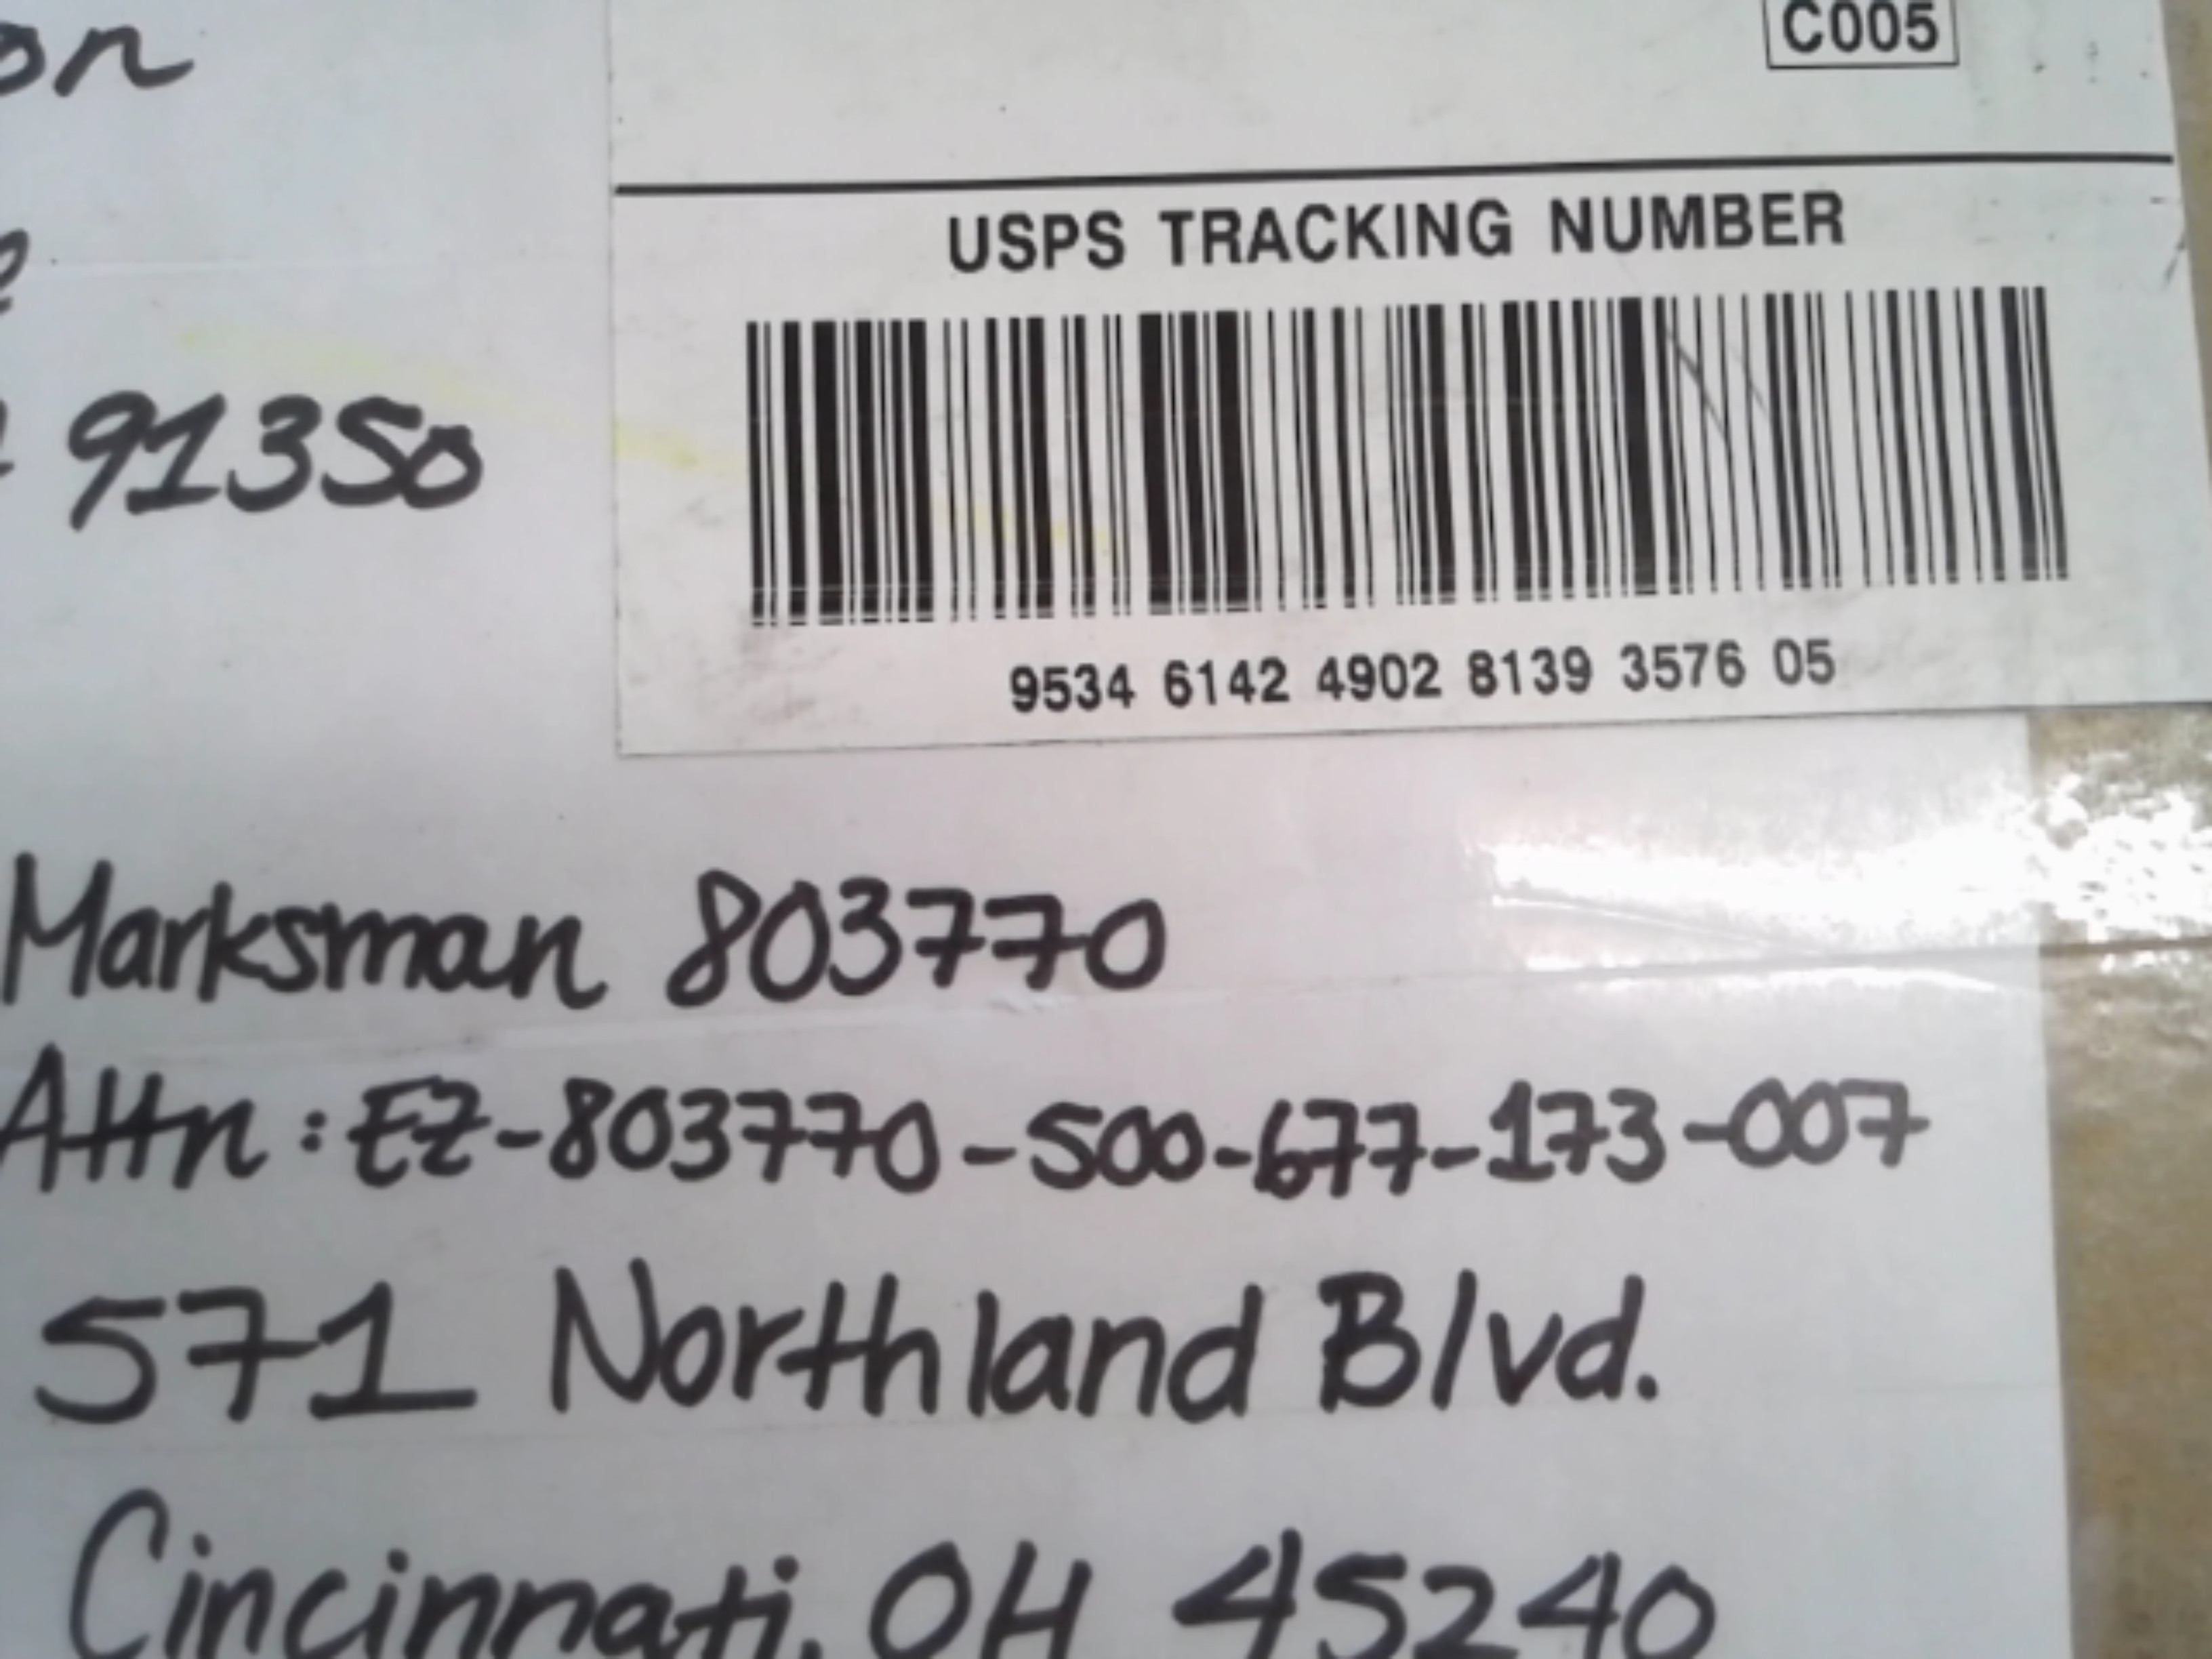 on
C005
USPS TRACKING NUMBER
91350
9534 6142 4902 8139 3576 05
Marksman 803770
Attn: EZ-803770-500-677-173-007
571 Northland Blvd.
Cincinnati, OH 45240